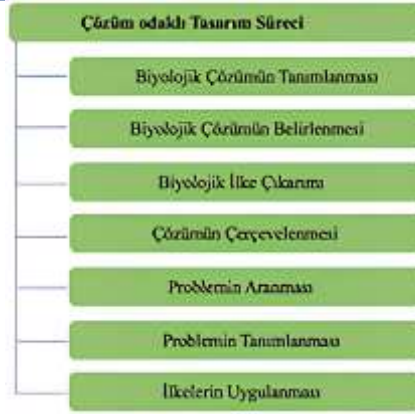 Çözüm odaklı Tasarım Süreci
Biyolojik Çözümün Tanımlanması
Biyolojik Çözümün Belirlenmesi
Biyolojik İlke Çıkarımı
Çözümün Çerçevelenmesi
Problemin Aranması
Problemin Tanımlanması
İlkelerin Uygulanması